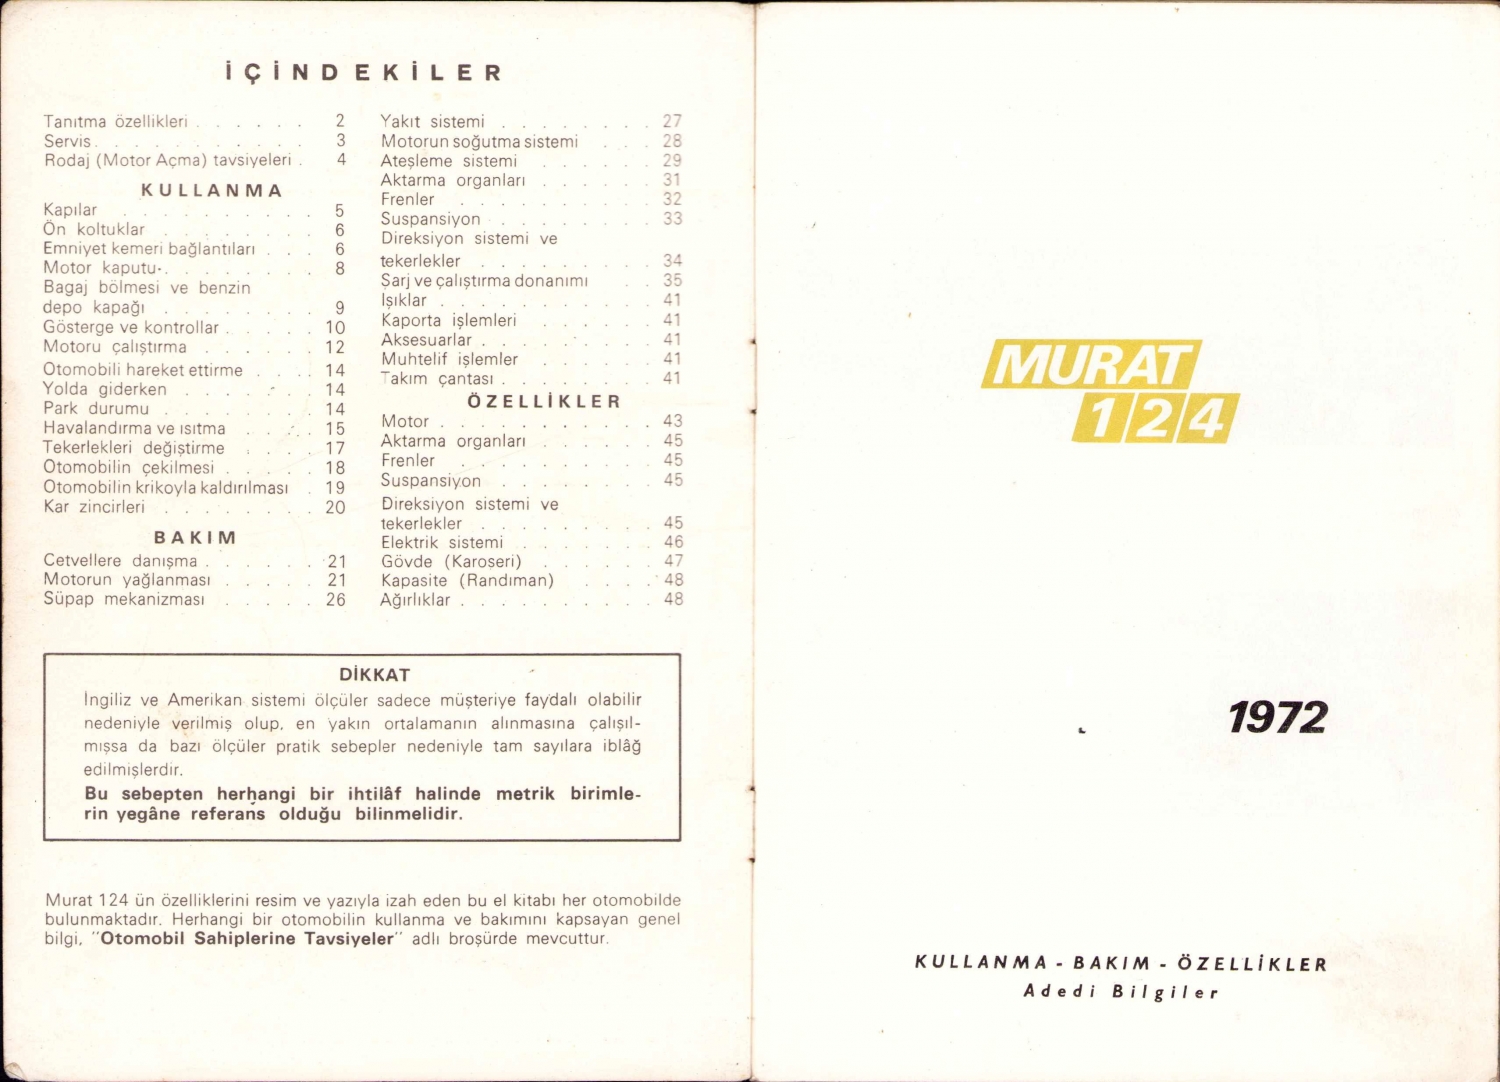 İÇİNDEKİLER
Tanıtma özellikleri . . . . . . 2
Servis . . . . . . . . . . . 3
Rodaj (Motor Açma) tavsiyeleri . 4
KULLANMA
Kapılar . . . . . . . . . . 5
Ön koltuklar . . . . . . . . 6
Emniyet kemeri bağlantıları . . . 6
Motor kaputu . . . . . . . . 8
Bagaj bölmesi ve benzin
depo kapağı . . . . . . . . 9
Gösterge ve kontrollar . . . . . 10
Motoru çalıştırma . . . . . . 12
Otomobili hareket ettirme . . . . 14
Yolda giderken . . . . . . . 14
Park durumu . . . . . . . . 14
Havalandırma ve ısıtma . . . . 15
Tekerlekleri değiştirme . . . . 17
Otomobilin çekilmesi . . . . . 18
Otomobilin krikoyla kaldırılması . 19
Kar zincirleri . . . . . . . . 20
BAKIM
Cetvellere danışma . . . . . . 21
Motorun yağlanması . . . . . 21
Süpap mekanizması . . . . . 26
Yakıt sistemi . . . . . . . . 27
Motorun soğutma sistemi . . . 28
Ateşleme sistemi . . . . . . 29
Aktarma organları . . . . . . 31
Frenler . . . . . . . . . . 32
Suspansiyon . . . . . . . . 33
Direksiyon sistemi ve
tekerlekler . . . . . . . . . 34
Şarj ve çalıştırma donanımı . . 35
Işıklar . . . . . . . . . . . 41
Kaporta işlemleri . . . . . . 41
Aksesuarlar . . . . . . . . . 41
Muhtelif işlemler . . . . . . 41
Takım çantası . . . . . . . . 41
ÖZELLİKLER
Motor . . . . . . . . . . . 43
Aktarma organları . . . . . . 45
Frenler . . . . . . . . . . 45
Suspansiyon . . . . . . . . 45
Direksiyon sistemi ve
tekerlekler . . . . . . . . . 45
Elektrik sistemi . . . . . . . 46
Gövde (Karoseri) . . . . . . 47
Kapasite (Randıman) . . . . 48
Ağırlıklar . . . . . . . . . . 48
DİKKAT
İngiliz ve Amerikan sistemi ölçüler sadece müşteriye faydalı olabilir
nedeniyle verilmiş olup, en yakın ortalamanın alınmasına çalışıl-
mışsa da bazı ölçüler pratik sebepler nedeniyle tam sayılara iblâğ
edilmişlerdir.
Bu sebepten herhangi bir ihtilâf halinde metrik birimle-
rin yegâne referans olduğu bilinmelidir.
Murat 124 ün özelliklerini resim ve yazıyla izah eden bu el kitabı her otomobilde
bulunmaktadır. Herhangi bir otomobilin kullanma ve bakımını kapsayan genel
bilgi, "Otomobil Sahiplerine Tavsiyeler" adlı broşürde mevcuttur.
MURAT
124
1972
KULLANMA - BAKIM - ÖZELLİKLER
Adedi Bilgiler